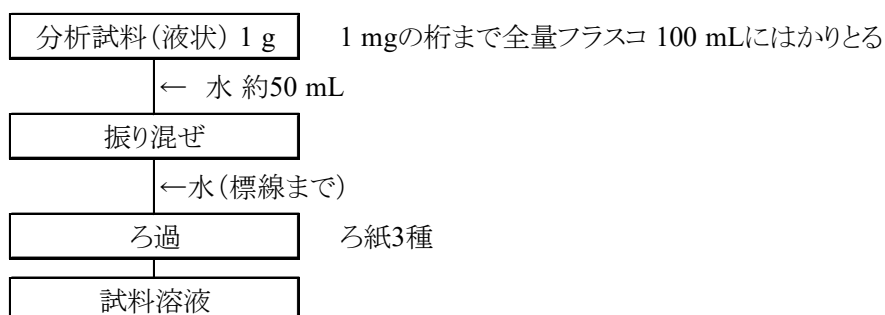 分析試料(液状) 1 g　1 mgの桁まで全量フラスコ 100 mLにはかりとる
← 水 約50 mL
振り混ぜ
←水(標線まで)
ろ過　ろ紙3種
試料溶液